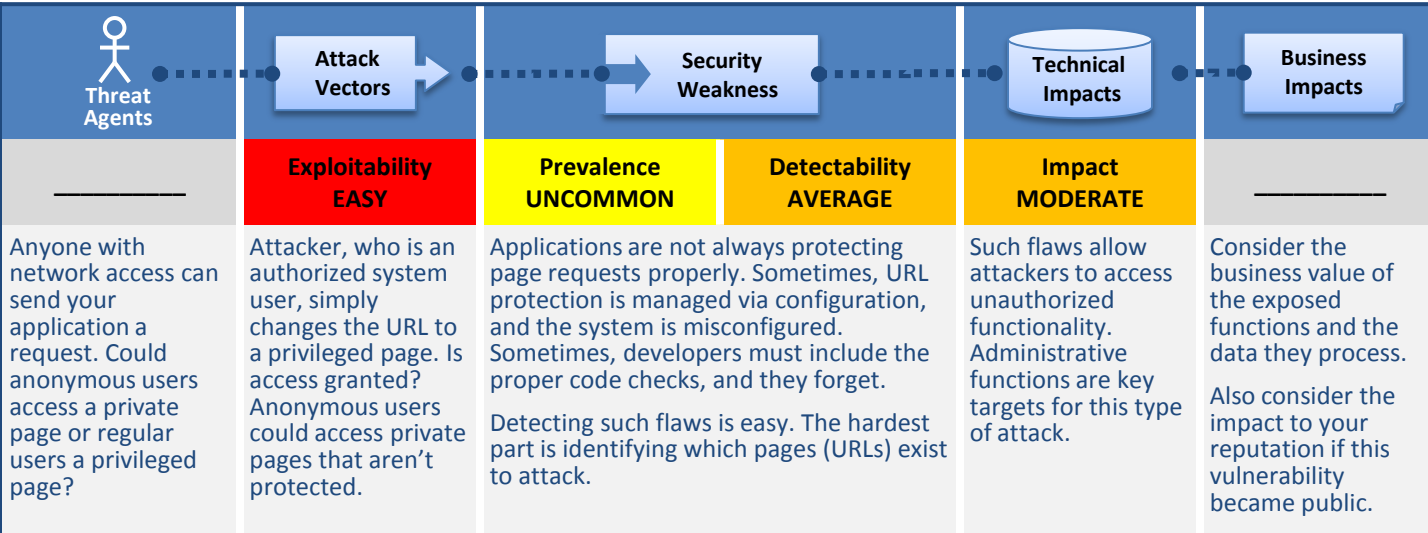 Threat
Agents
Attack
Vectors
Security
Weakness
Technical
Impacts
Business
Impacts
__________
Exploitability
EASY
Prevalence
UNCOMMON
Detectability
AVERAGE
Impact
MODERATE
__________
Anyone with
network access can
send your
application a
request. Could
anonymous users
access a private
page or regular
users a privileged
page?
Attacker, who is an
authorized system
user, simply
changes the URL to
a privileged page. Is
access granted?
Anonymous users
could access private
pages that aren’t
protected.
Applications are not always protecting
page requests properly. Sometimes, URL
protection is managed via configuration,
and the system is misconfigured.
Sometimes, developers must include the
proper code checks, and they forget.
Detecting such flaws is easy. The hardest
part is identifying which pages (URLs) exist
to attack.
Such flaws allow
attackers to access
unauthorized
functionality.
Administrative
functions are key
targets for this type
of attack.
Consider the
business value of
the exposed
functions and the
data they process.
Also consider the
impact to your
reputation if this
vulnerability
became public.